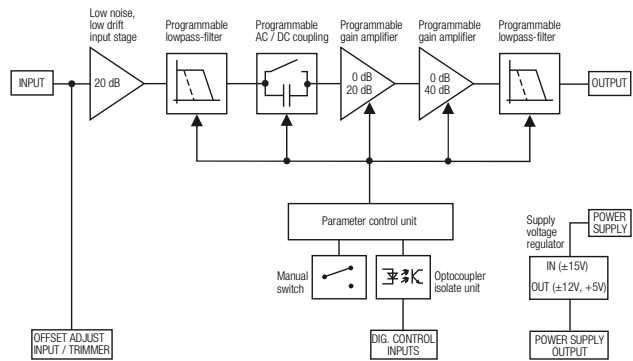 Low noise,
low drift
input stage
Programmable
lowpass-filter
Programmable
AC / DC coupling
Programmable
gain amplifier
Programmable
gain amplifier
Programmable
lowpass-filter
INPUT
20 dB
0 dB
20 dB
0 dB
40 dB
OUTPUT
Parameter control unit
Manual
switch
Optocoupler
isolate unit
Supply
voltage
regulator
POWER
SUPPLY
IN (±15V)
OUT (±12V, +5V)
OFFSET ADJUST
INPUT / TRIMMER
DIG. CONTROL
INPUTS
POWER SUPPLY
OUTPUT